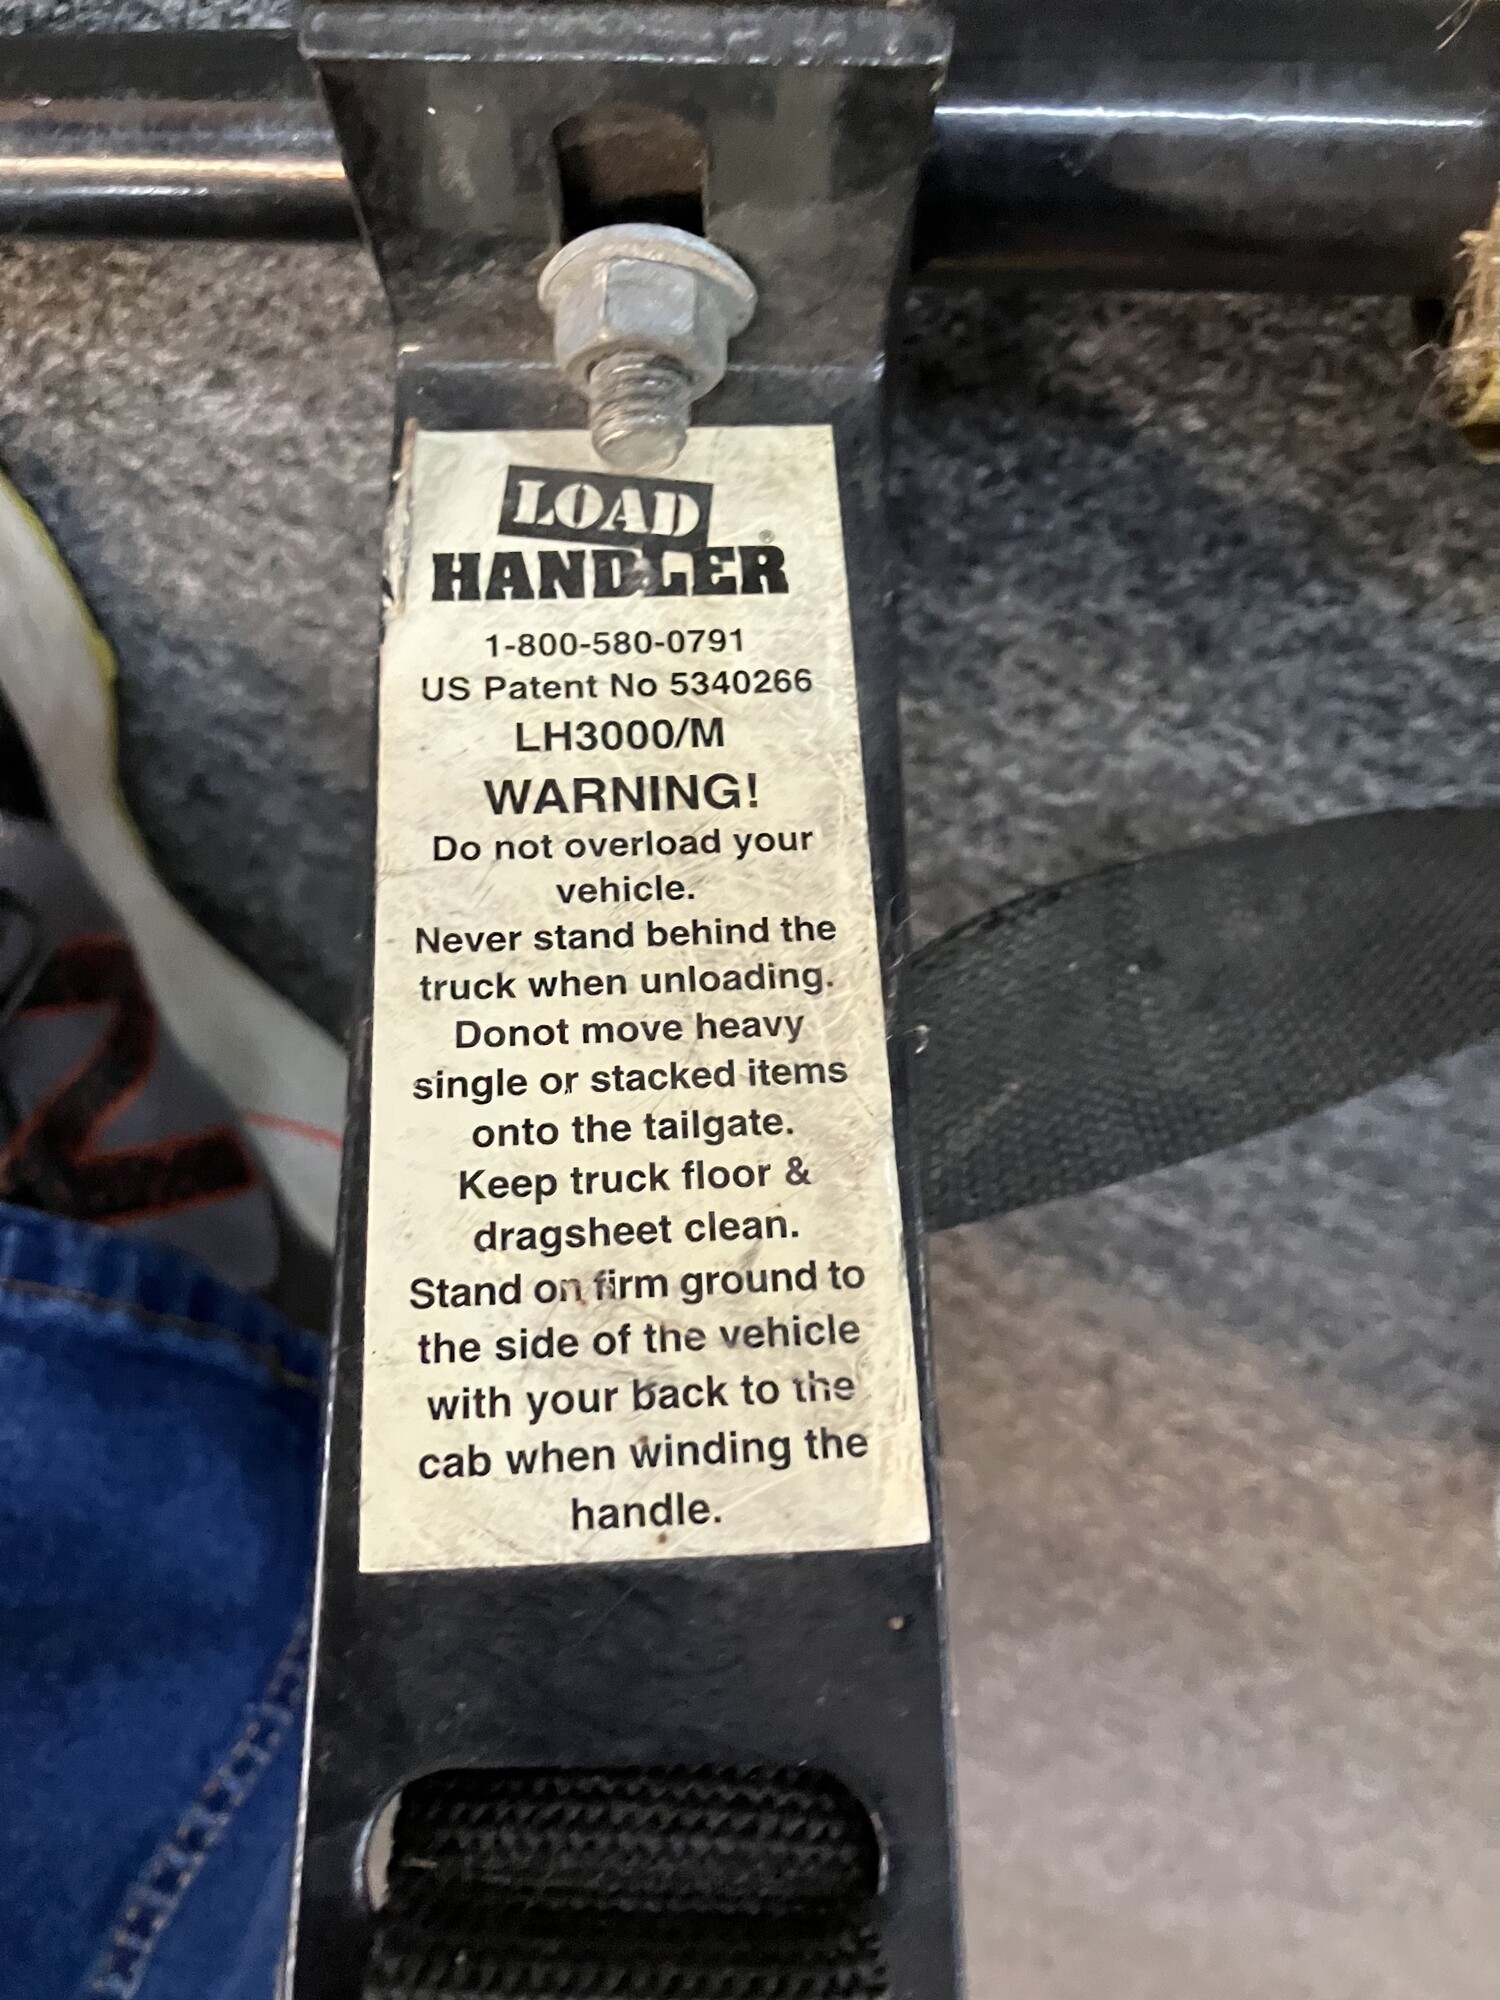 LOAD
HANDLER®
1-800-580-0791
US Patent No 5340266
LH3000/M
WARNING!
Do not overload your
vehicle.
Never stand behind the
truck when unloading.
Donot move heavy
single or stacked items
onto the tailgate.
Keep truck floor &
dragsheet clean.
Stand on firm ground to
the side of the vehicle
with your back to the
cab when winding the
handle.